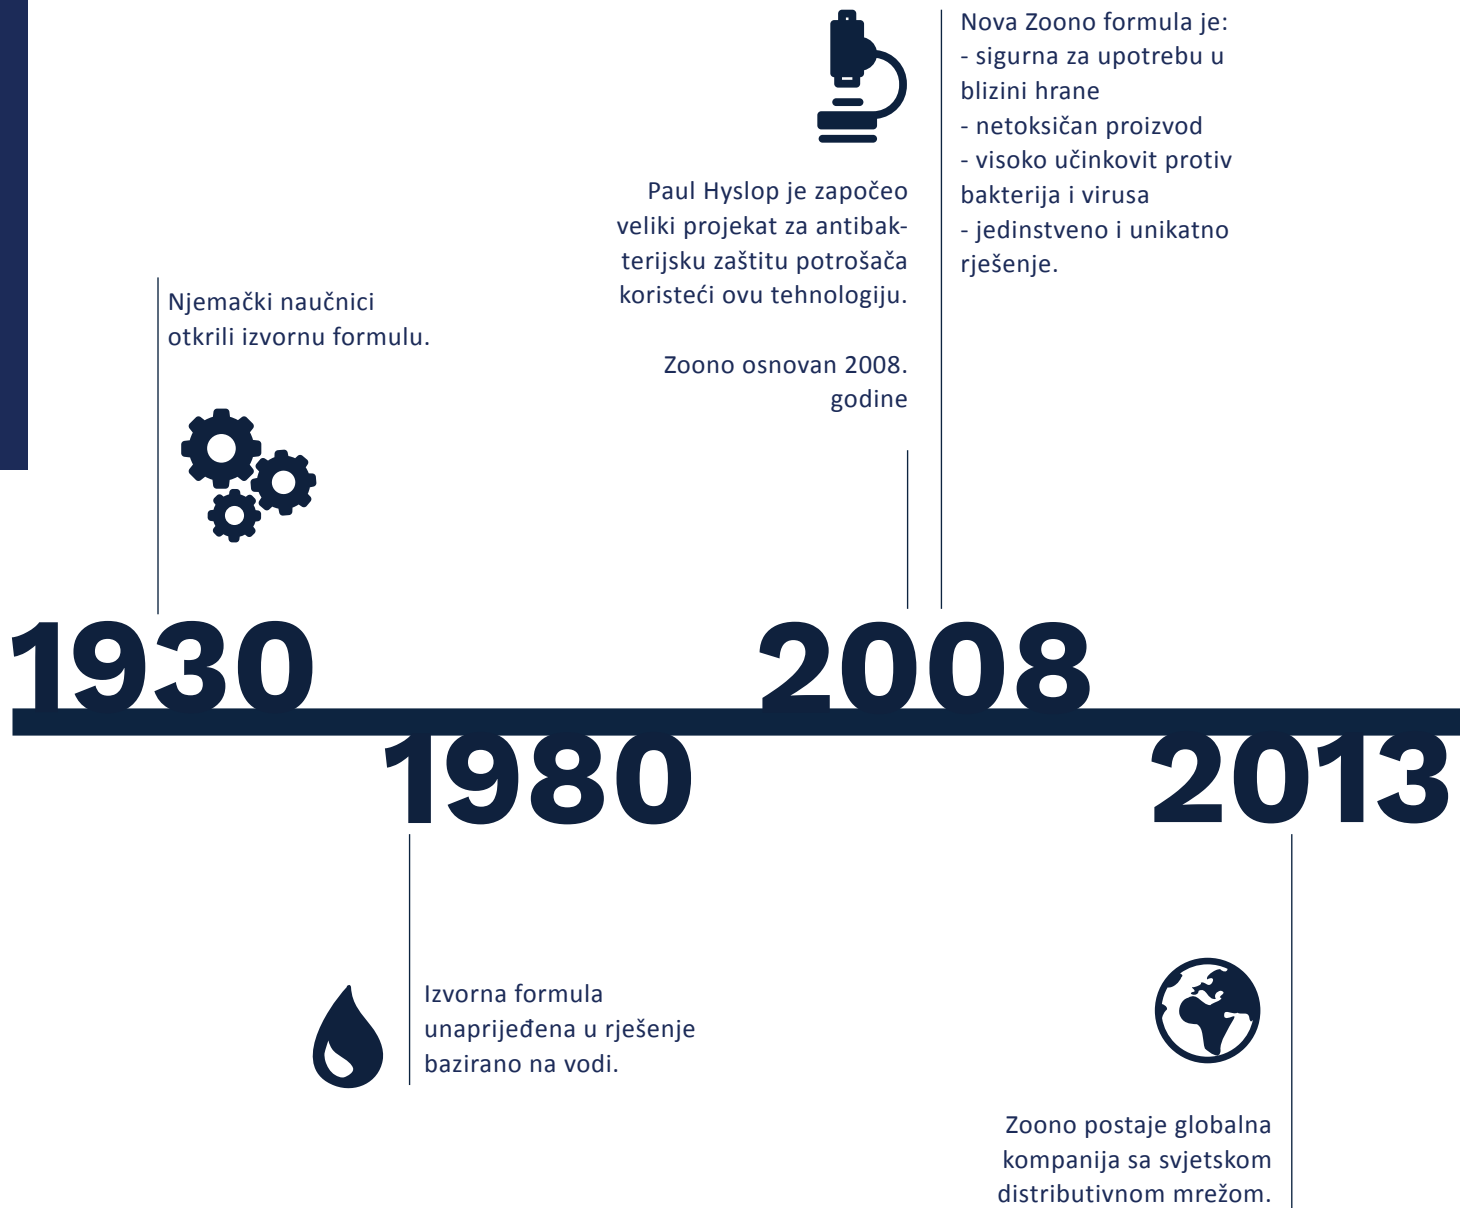 Nova Zoono formula je:
- sigurna za upotrebu u
blizini hrane
- netoksičan proizvod
- visoko učinkovit protiv
bakterija i virusa
- jedinstveno i unikatno
rješenje.
Paul Hyslop je započeo
veliki projekat za antibak-
terijsku zaštitu potrošača
koristeći ovu tehnologiju.
Zoono osnovan 2008.
godine
Njemački naučnici
otkrili izvornu formulu.
1930
2008
1980
2013
Izvorna formula
unaprijeđena u rješenje
bazirano na vodi.
Zoono postaje globalna
kompanija sa svjetskom
distributivnom mrežom.